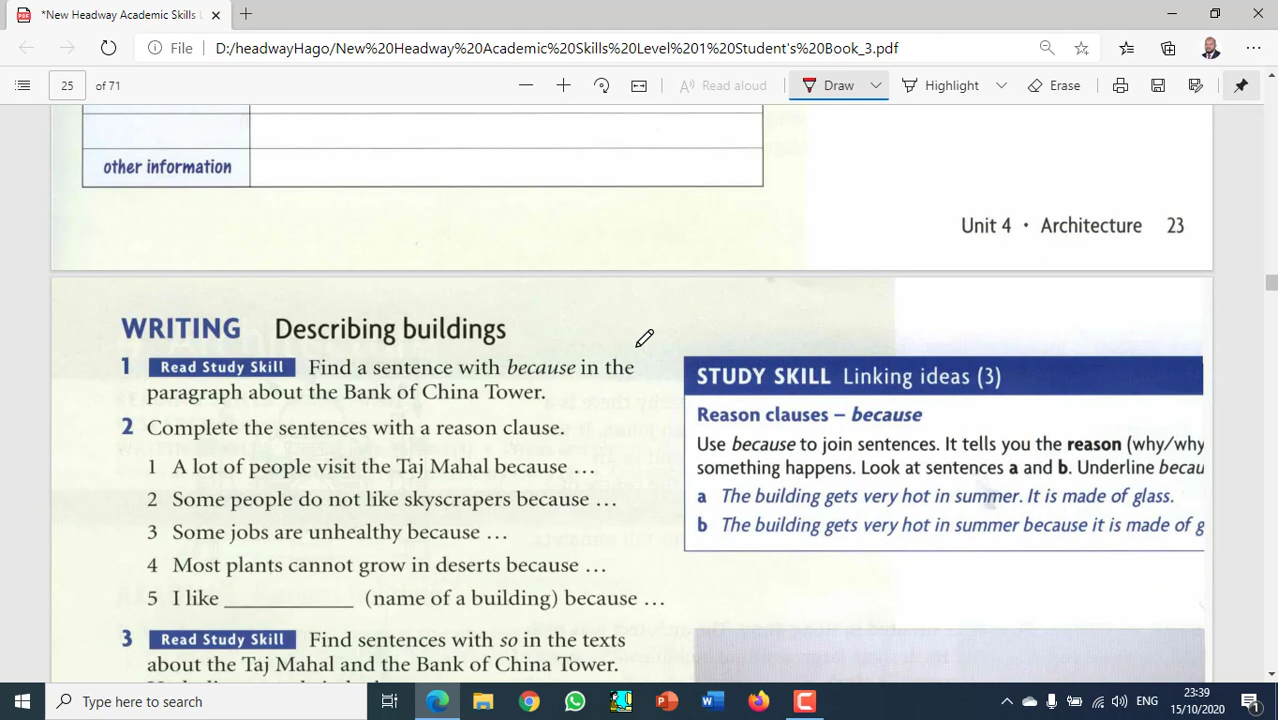 *New Headway Academic Skills
File D:/headwayHago/New%20Headway%20Academic%20Skills%20Level%201%20Student's%20Book_3.pdf
25 of 71
Read aloud
Draw
Highlight
Erase
other information
Unit 4 · Architecture 23
WRITING Describing buildings
1 Read Study Skill Find a sentence with because in the
paragraph about the Bank of China Tower.
2 Complete the sentences with a reason clause.
1 A lot of people visit the Taj Mahal because …
2 Some people do not like skyscrapers because …
3 Some jobs are unhealthy because …
4 Most plants cannot grow in deserts because …
5 I like ____________ (name of a building) because …
3 Read Study Skill Find sentences with so in the texts
about the Taj Mahal and the Bank of China Tower.
STUDY SKILL Linking ideas (3)
Reason clauses – because
Use because to join sentences. It tells you the reason (why/why
something happens. Look at sentences a and b. Underline becau
a The building gets very hot in summer. It is made of glass.
b The building gets very hot in summer because it is made of g
Type here to search
ENG
23:39
15/10/2020